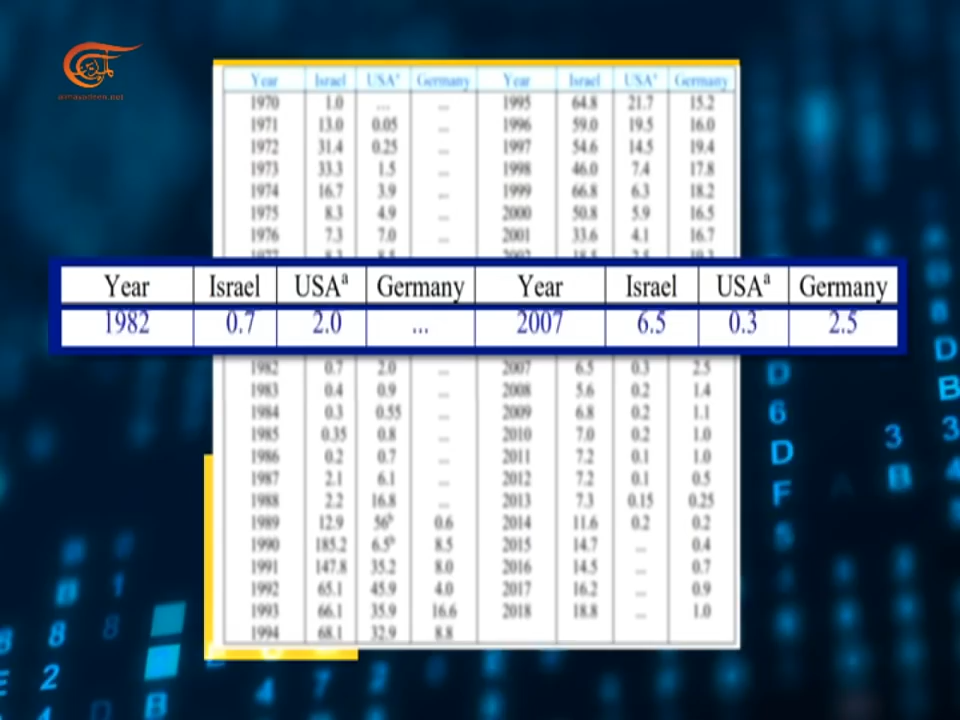 الميادين
almayadeen.net
Year Israel USAª Germany Year Israel USAª Germany
1970 1.0 ... ... 1995 64.8 21.7 15.2
1971 13.0 0.05 ... 1996 59.0 19.5 16.0
1972 31.4 0.25 ... 1997 54.6 14.5 19.4
1973 33.3 1.5 ... 1998 46.0 7.4 17.8
1974 16.7 3.9 ... 1999 66.8 6.3 18.2
1975 8.3 4.9 ... 2000 50.8 5.9 16.5
1976 7.3 7.0 ... 2001 33.6 4.1 16.7
Year Israel USAª Germany Year Israel USAª Germany
1982 0.7 2.0 ... 2007 6.5 0.3 2.5
1982 0.7 2.0 ... 2007 6.5 0.3 2.5
1983 0.4 0.9 ... 2008 5.6 0.2 1.4
1984 0.3 0.55 ... 2009 6.8 0.2 1.1
1985 0.35 0.8 ... 2010 7.0 0.2 1.0
1986 0.2 0.7 ... 2011 7.2 0.1 1.0
1987 2.1 6.1 ... 2012 7.2 0.1 0.5
1988 2.2 16.8 ... 2013 7.3 0.15 0.25
1989 12.9 56ᵇ 0.6 2014 11.6 0.2 0.2
1990 185.2 6.5ᵇ 8.5 2015 14.7 ... 0.4
1991 147.8 35.2 8.0 2016 14.5 ... 0.7
1992 65.1 45.9 4.0 2017 16.2 ... 0.9
1993 66.1 35.9 16.6 2018 18.8 ... 1.0
1994 68.1 32.9 8.8